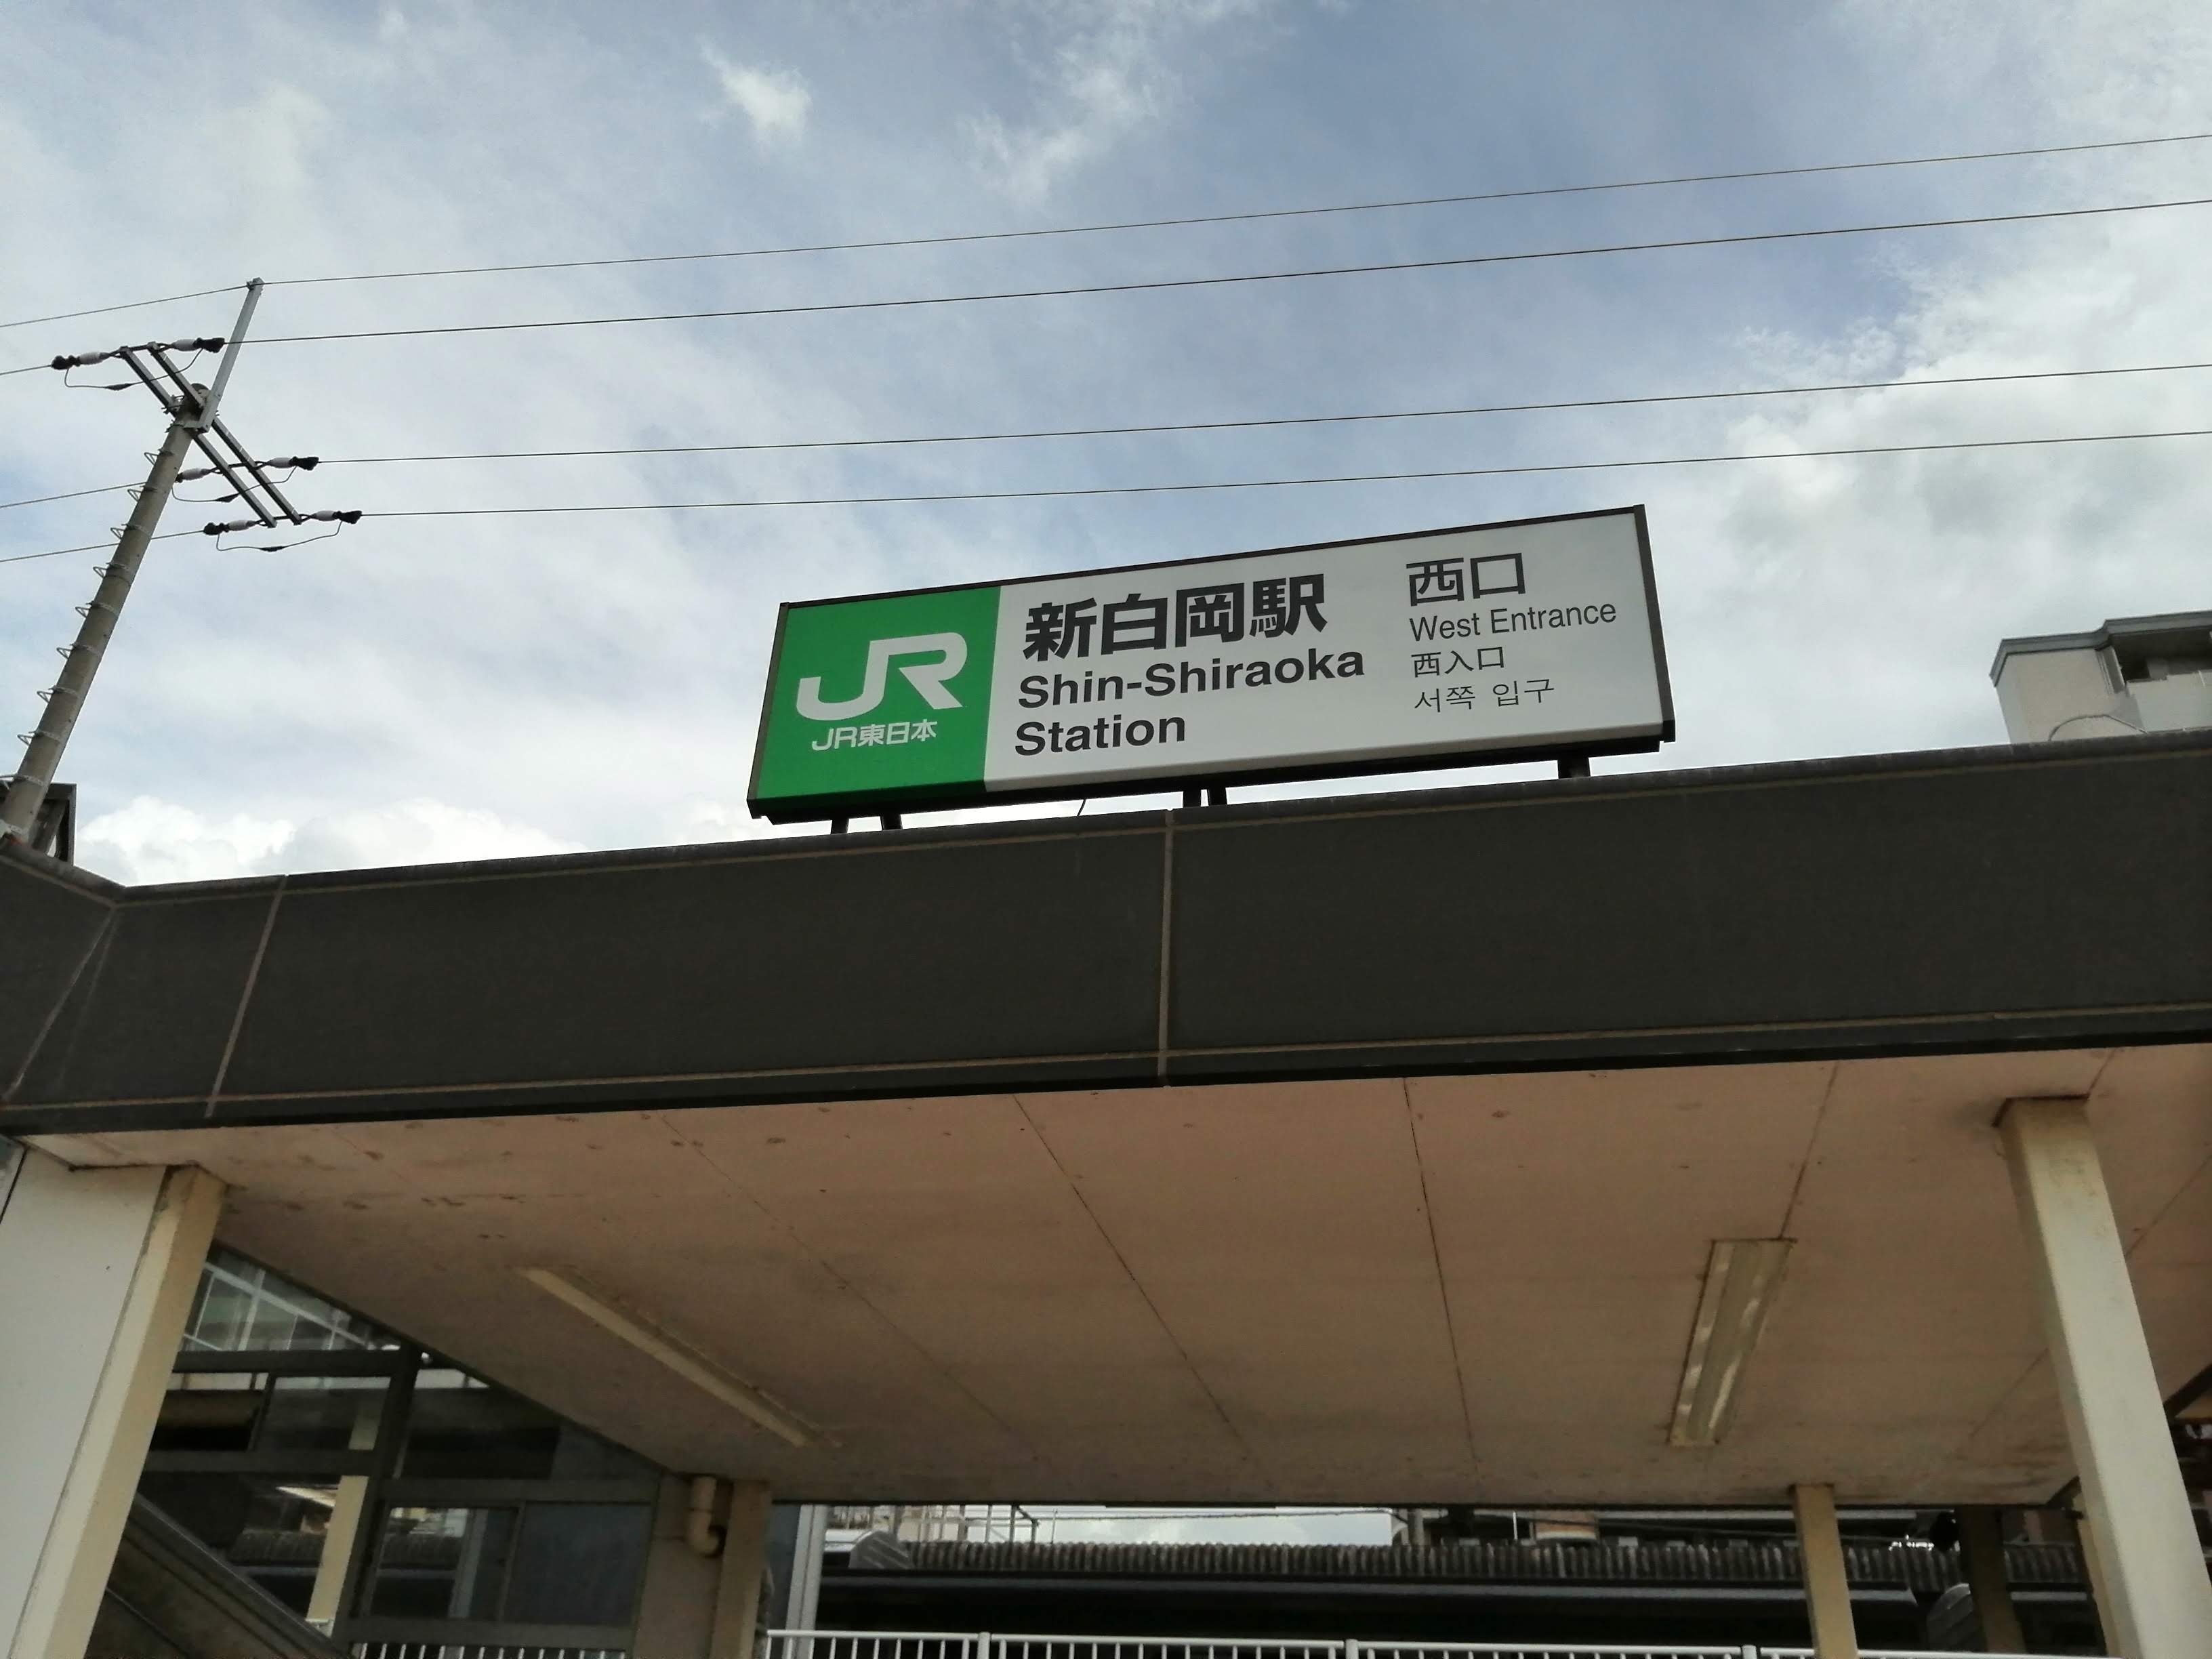 JR
JR東日本
新白岡駅
Shin-Shiraoka
Station
西口
West Entrance
西入口
서쪽 입구